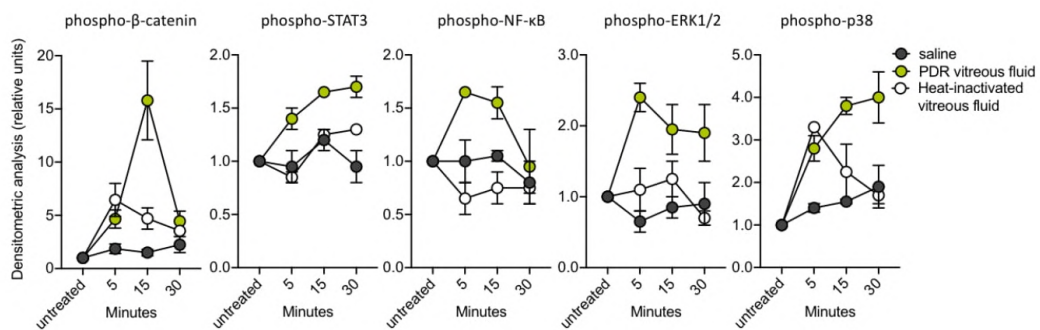 phospho-β-catenin
phospho-STAT3
phospho-NF-κB
phospho-ERK1/2
phospho-p38
saline
PDR vitreous fluid
Heat-inactivated
vitreous fluid
Densitometric analysis (relative units)
20
15
10
5
0
untreated
5
15
30
Minutes
2.0
1.5
1.0
0.5
0.0
untreated
5
15
30
Minutes
2.0
1.5
1.0
0.5
0.0
untreated
5
15
30
Minutes
3.0
2.0
1.0
0.0
untreated
5
15
30
Minutes
5.0
4.0
3.0
2.0
1.0
0.0
untreated
5
15
30
Minutes